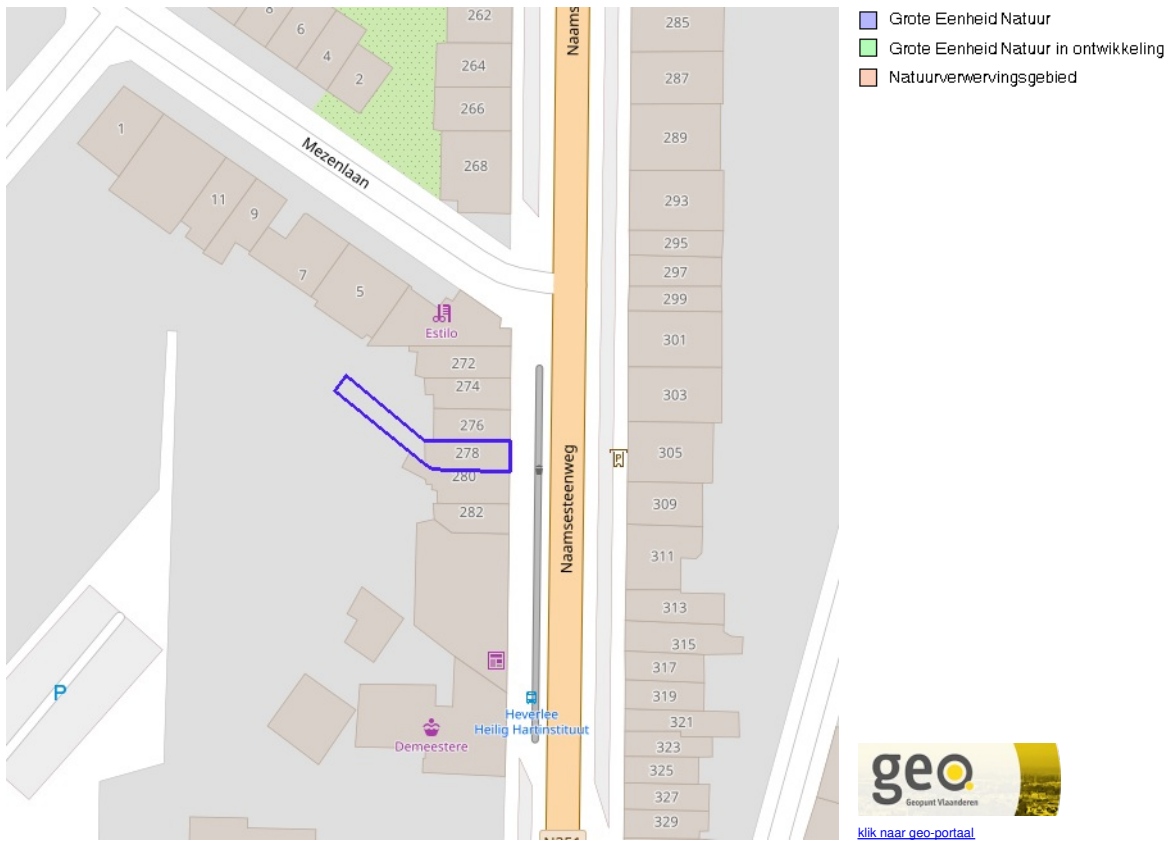 8
6
4
2
262
264
266
268
Naams
285
287
289
293
295
297
299
301
303
305
309
311
313
315
317
319
321
323
325
327
329
1
Mezenlaan
11
9
7
5
Estilo
272
274
276
278
280
282
Naamsesteenweg
P
P
Heverlee
Heilig Hartinstituut
Demeestere
N251
Grote Eenheid Natuur
Grote Eenheid Natuur in ontwikkeling
Natuurverwervingsgebied
geo.
Geopunt Vlaanderen
klik naar geo-portaal